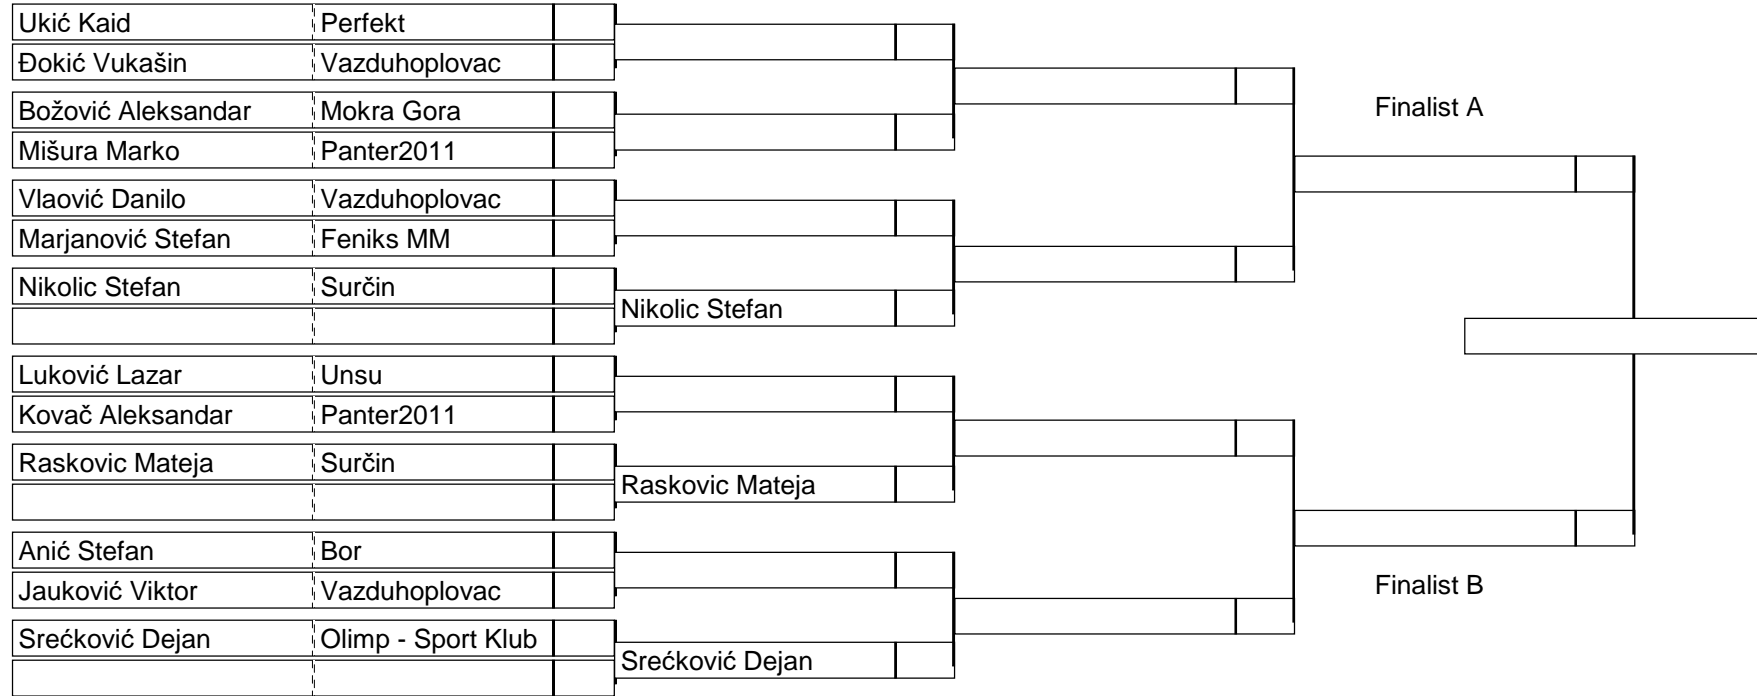 Ukić Kaid Perfekt
Đokić Vukašin Vazduhoplovac
Božović Aleksandar Mokra Gora
Finalist A
Mišura Marko Panter2011
Vlaović Danilo Vazduhoplovac
Marjanović Stefan Feniks MM
Nikolic Stefan Surčin
Nikolic Stefan
Luković Lazar Unsu
Kovač Aleksandar Panter2011
Raskovic Mateja Surčin
Raskovic Mateja
Anić Stefan Bor
Jauković Viktor Vazduhoplovac
Finalist B
Srećković Dejan Olimp - Sport Klub
Srećković Dejan